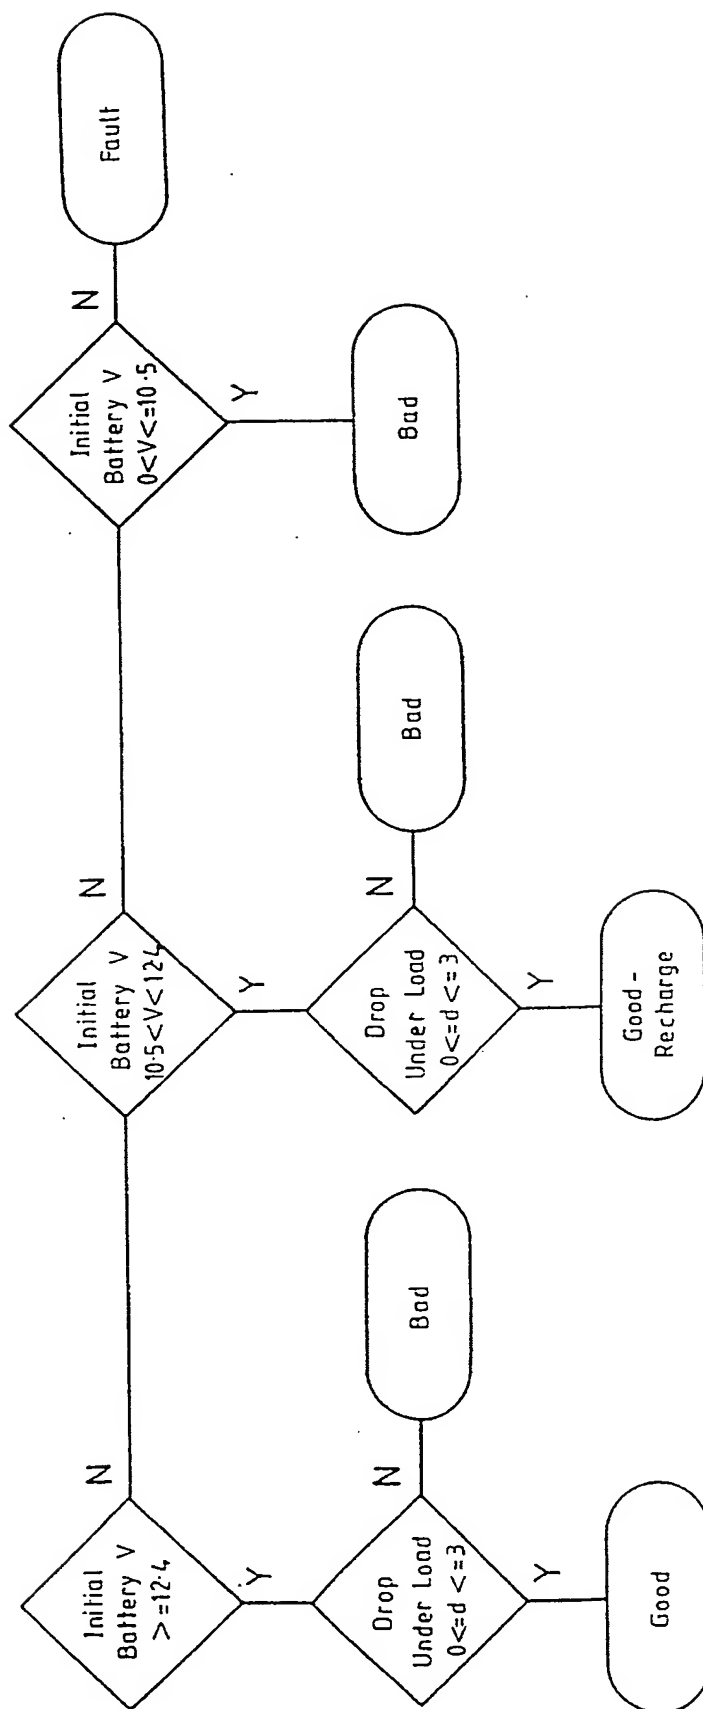 Initial
Battery V
>=12·4
N
Y
Drop
Under Load
0<=d <=3
N
Bad
Y
Good
Initial
Battery V
10·5<V<12·4
N
Y
Drop
Under Load
0<=d <=3
N
Bad
Y
Good-
Recharge
Initial
Battery V
0<V<=10·5
N
Fault
Y
Bad